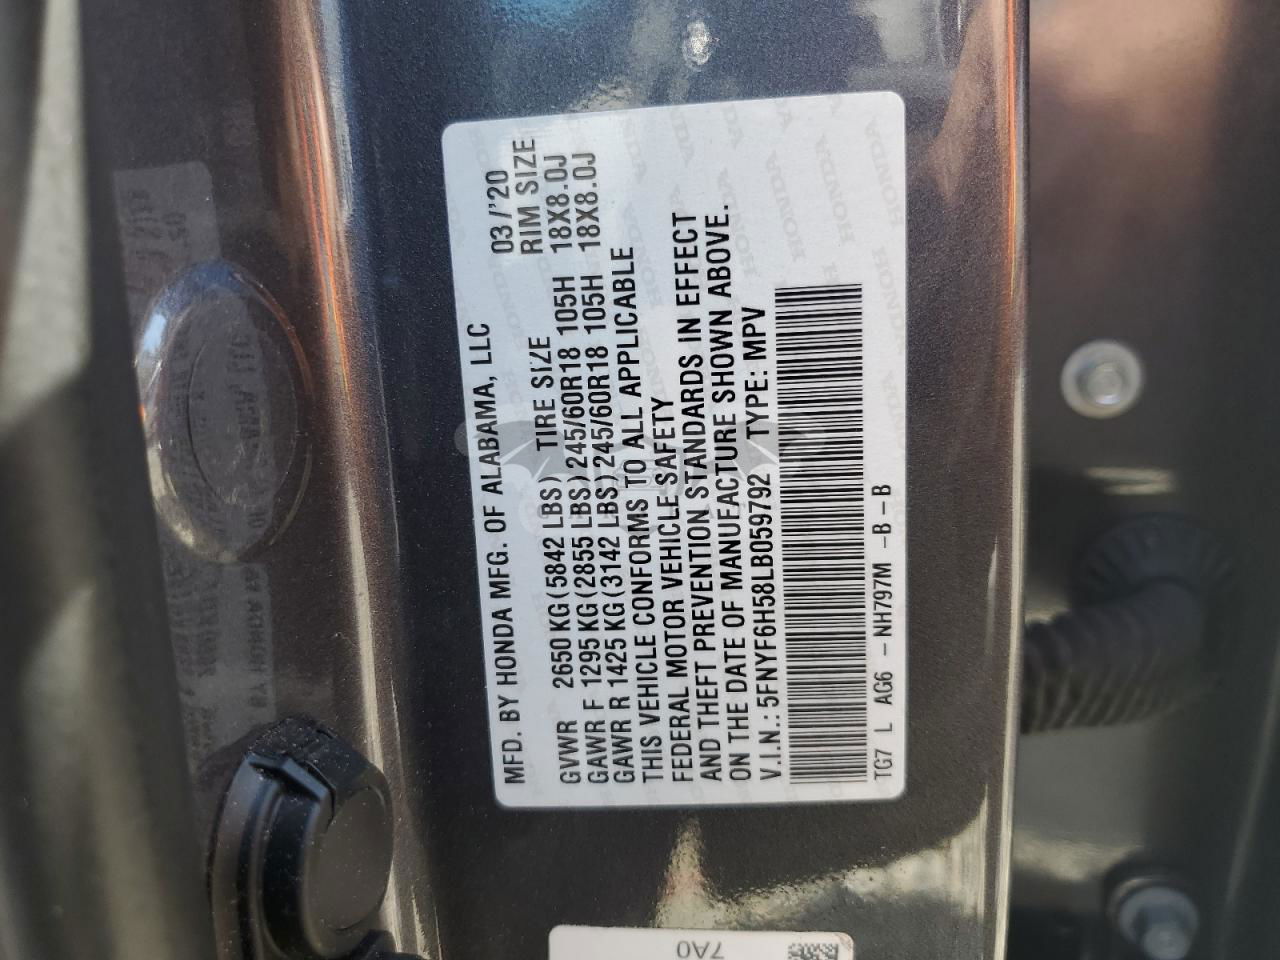 MFD. BY HONDA MFG. OF ALABAMA, LLC 03/'20
GVWR 2650 KG (5842 LBS) TIRE SIZE RIM SIZE
GAWR F 1295 KG (2855 LBS) 245/60R18 105H 18X8.0J
GAWR R 1425 KG (3142 LBS) 245/60R18 105H 18X8.0J
THIS VEHICLE CONFORMS TO ALL APPLICABLE
FEDERAL MOTOR VEHICLE SAFETY
AND THEFT PREVENTION STANDARDS IN EFFECT
ON THE DATE OF MANUFACTURE SHOWN ABOVE.
V.I.N.: 5FNYF6H58LB059792 TYPE: MPV
TG7 L AG6 -NH797M -B-B
7A0